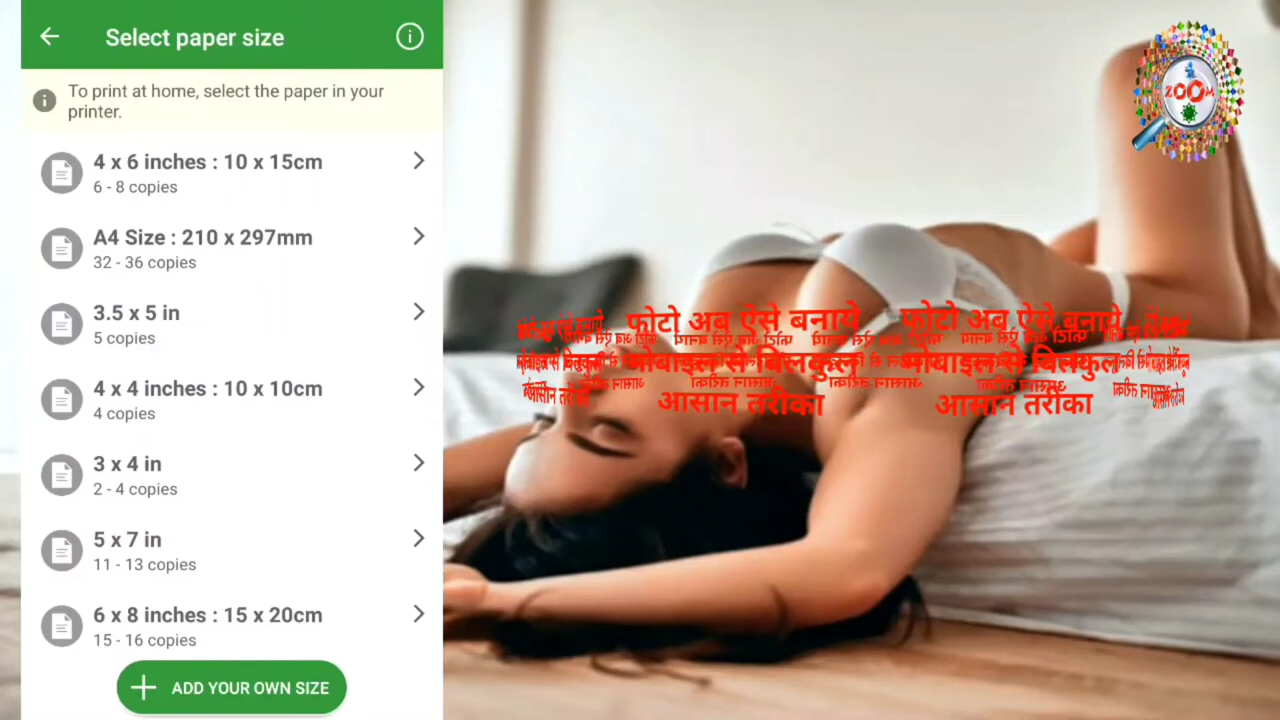 Select paper size
To print at home, select the paper in your
printer.
4 x 6 inches : 10 x 15cm
6 - 8 copies
A4 Size : 210 x 297mm
32 - 36 copies
3.5 x 5 in
5 copies
4 x 4 inches : 10 x 10cm
4 copies
3 x 4 in
2 - 4 copies
5 x 7 in
11 - 13 copies
6 x 8 inches : 15 x 20cm
15 - 16 copies
ADD YOUR OWN SIZE
ZOOM
फोटो अब ऐसे बनाये
मोबाइल से बिलकुल
आसान तरीका
फोटो अब ऐसे बनाये
मोबाइल से बिलकुल
आसान तरीका